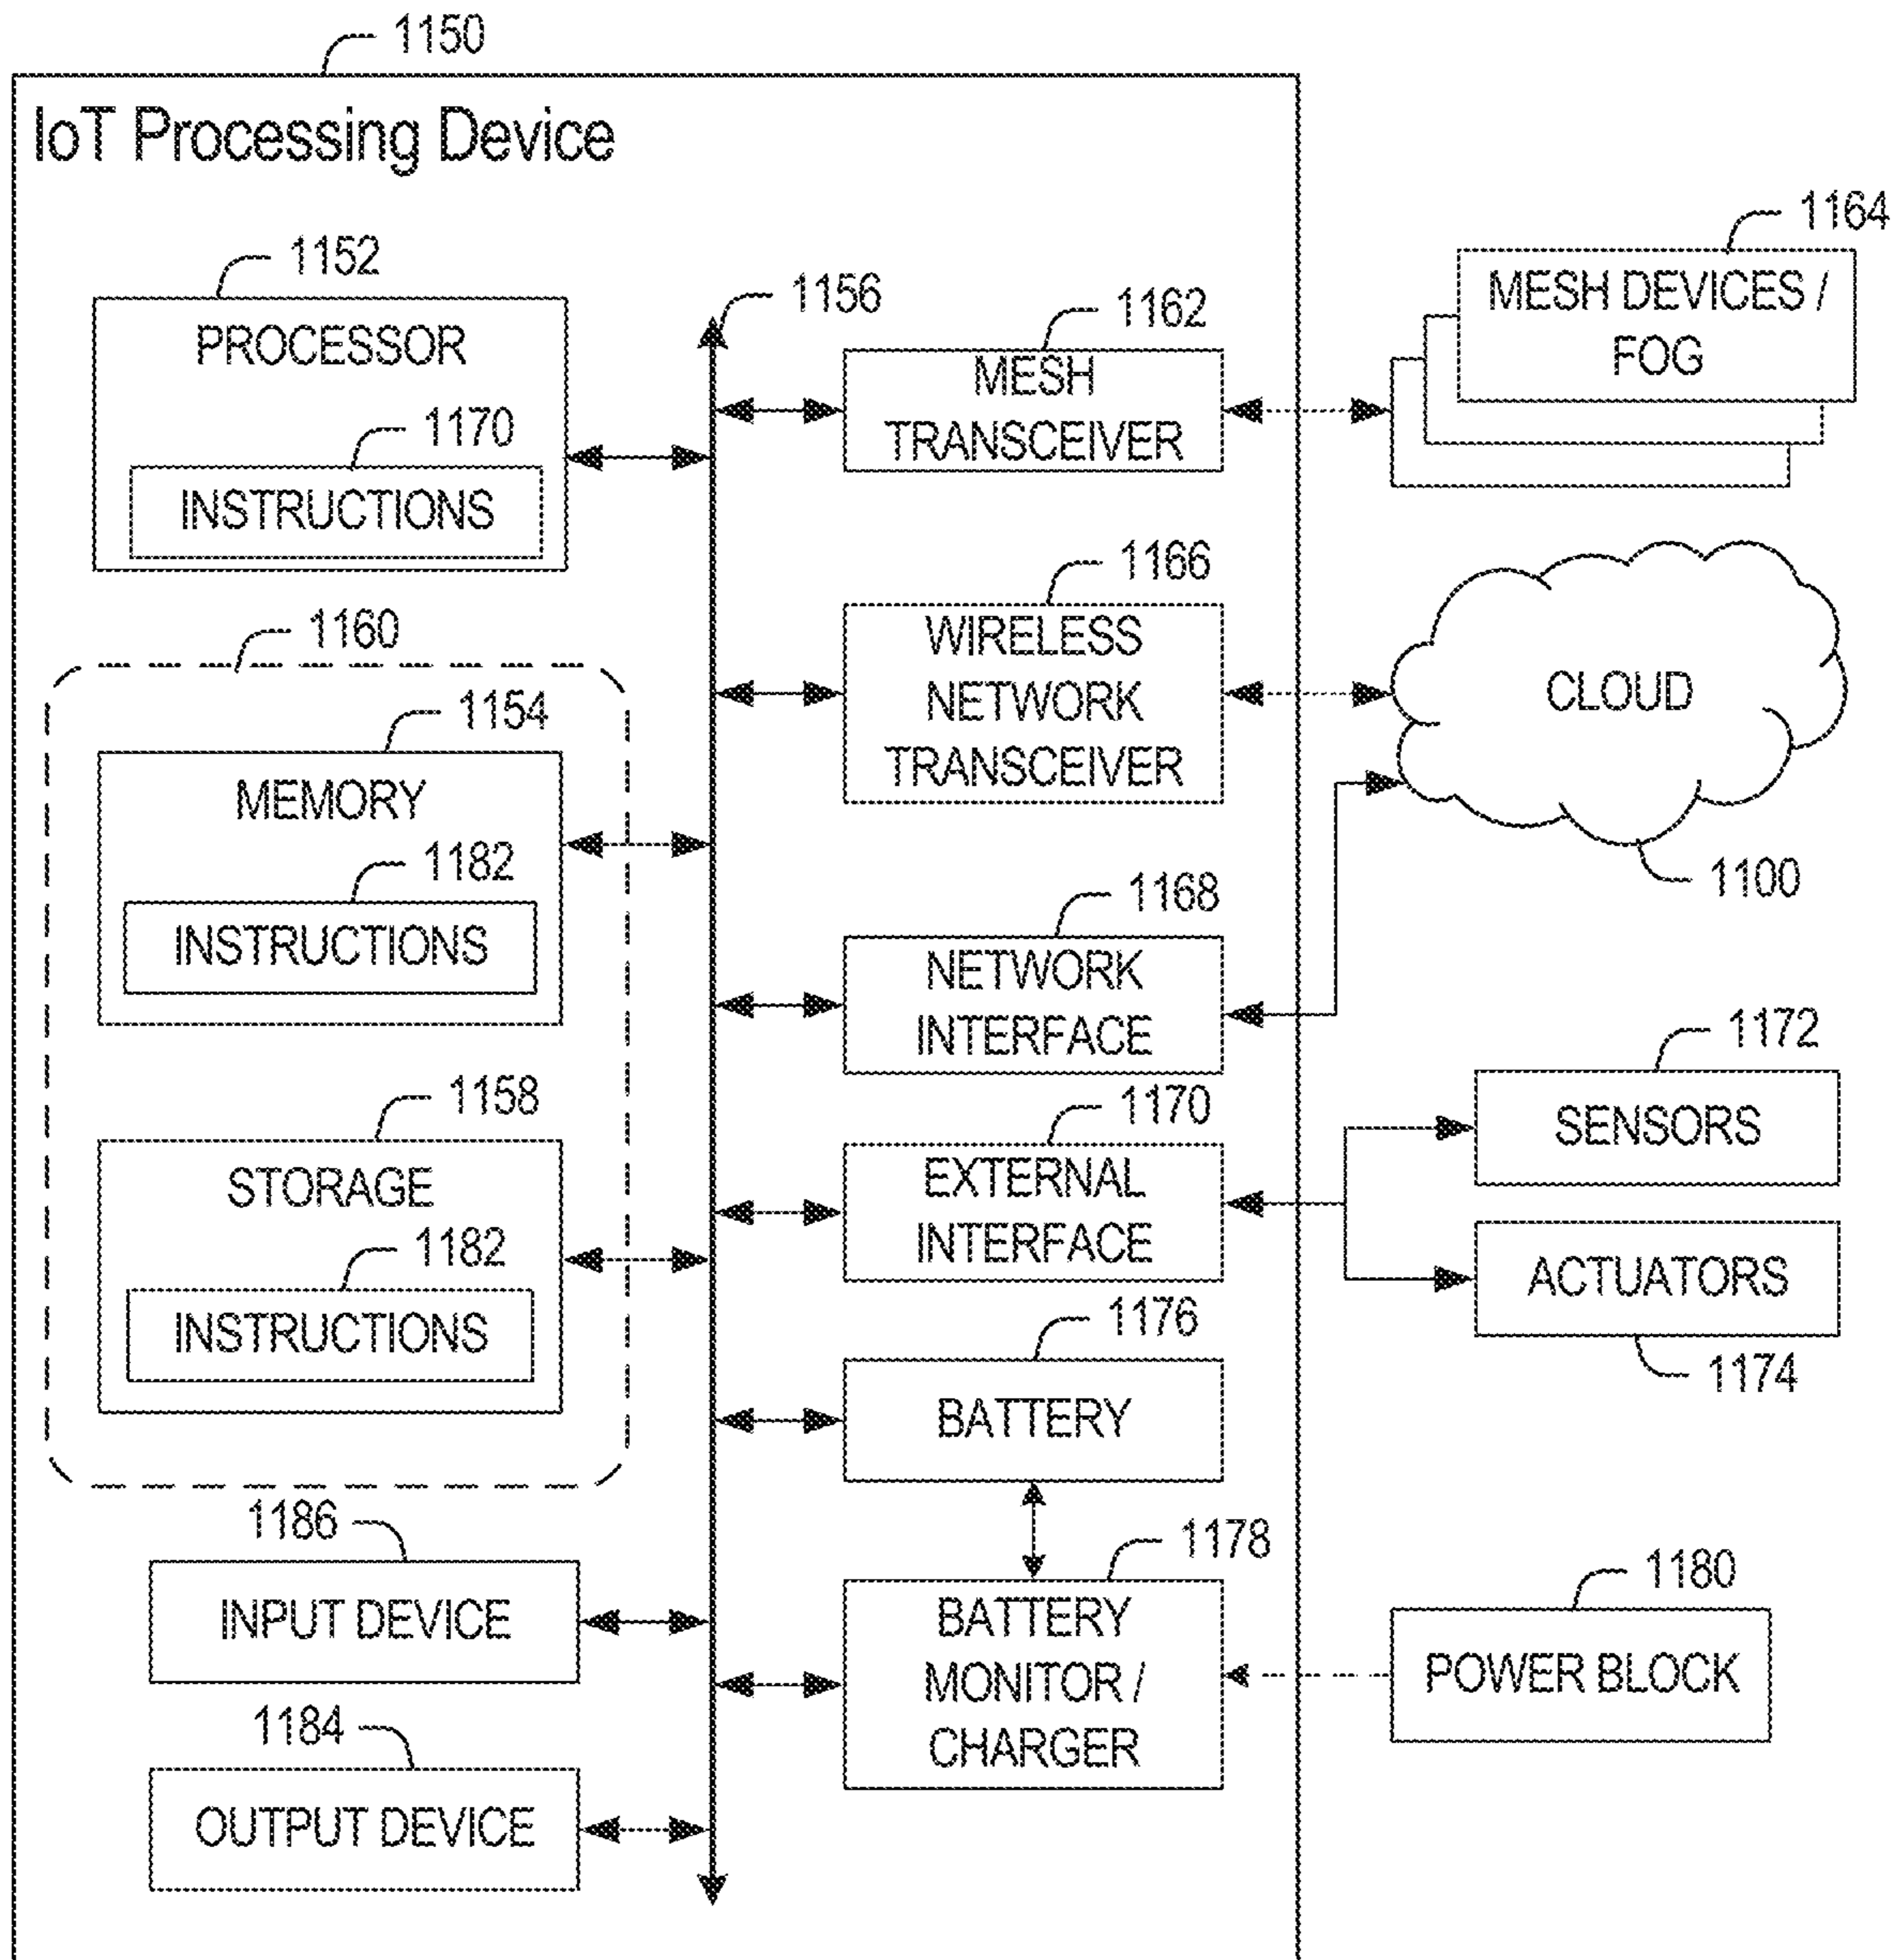 1150
IoT Processing Device
1152
PROCESSOR
1170
INSTRUCTIONS
1160
1154
MEMORY
1182
INSTRUCTIONS
1158
STORAGE
1182
INSTRUCTIONS
1186
INPUT DEVICE
1184
OUTPUT DEVICE
1156
1162
MESH
TRANSCEIVER
1166
WIRELESS
NETWORK
TRANSCEIVER
1168
NETWORK
INTERFACE
1170
EXTERNAL
INTERFACE
1176
BATTERY
1178
BATTERY
MONITOR /
CHARGER
1164
MESH DEVICES /
FOG
CLOUD
1100
1172
SENSORS
ACTUATORS
1174
1180
POWER BLOCK